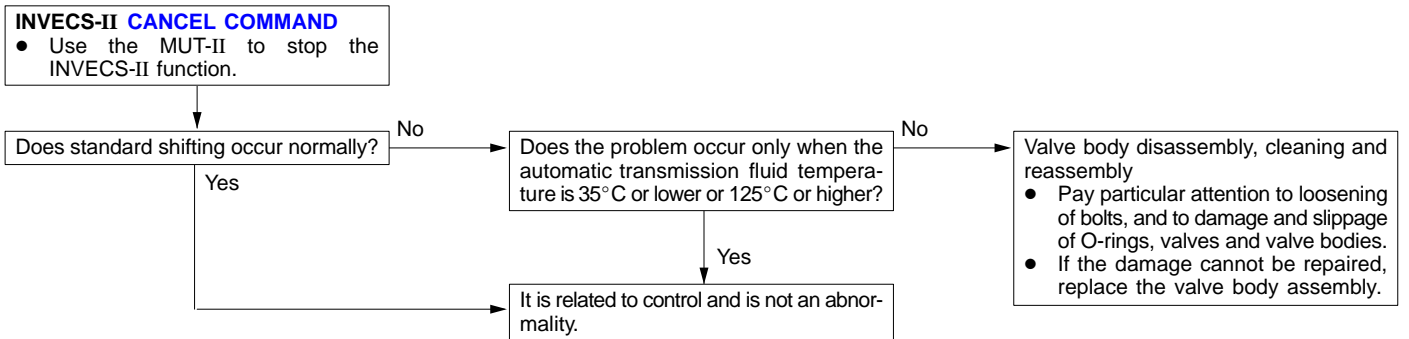 INVECS-II CANCEL COMMAND
● Use the MUT-II to stop the
INVECS-II function.
Does standard shifting occur normally?
No
Yes
Does the problem occur only when the
automatic transmission fluid tempera-
ture is 35°C or lower or 125°C or higher?
No
Yes
Valve body disassembly, cleaning and
reassembly
● Pay particular attention to loosening
of bolts, and to damage and slippage
of O-rings, valves and valve bodies.
● If the damage cannot be repaired,
replace the valve body assembly.
It is related to control and is not an abnor-
mality.